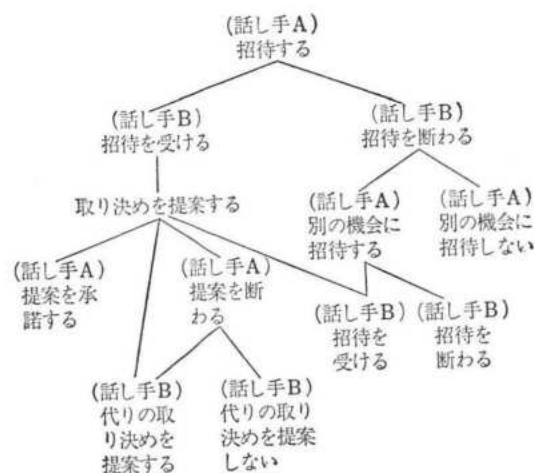 (話し手A)
招待する
(話し手B)
招待を受ける
(話し手B)
招待を断わる
取り決めを提案する
(話し手A)
別の機会に
招待する
(話し手A)
別の機会に
招待しない
(話し手A)
提案を承
諾する
(話し手A)
提案を断
わる
(話し手B)
招待を
受ける
(話し手B)
招待を
断わる
(話し手B)
代りの取
り決めを
提案する
(話し手B)
代りの取り
決めを提案
しない